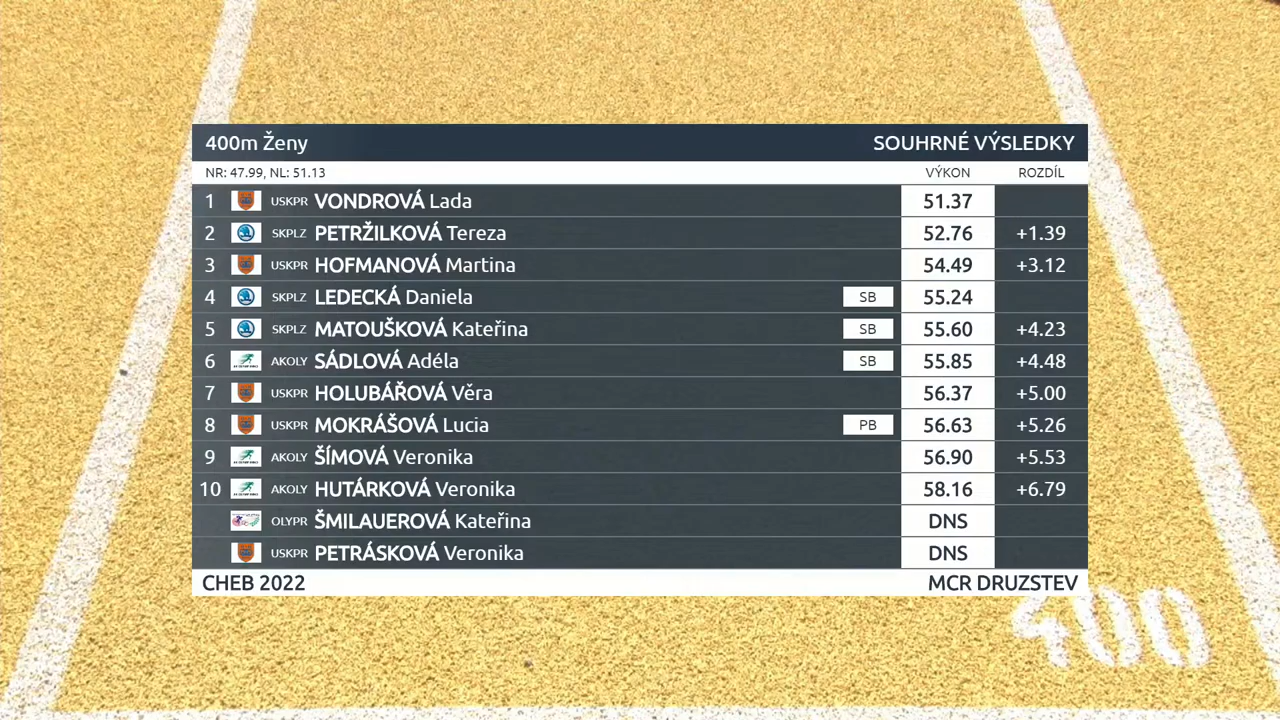 400m Ženy SOUHRNÉ VÝSLEDKY
NR: 47.99, NL: 51.13 VÝKON ROZDÍL
1 USKPR VONDROVÁ Lada 51.37
2 SKPLZ PETRŽILKOVÁ Tereza 52.76 +1.39
3 USKPR HOFMANOVÁ Martina 54.49 +3.12
4 SKPLZ LEDECKÁ Daniela SB 55.24
5 SKPLZ MATOUŠKOVÁ Kateřina SB 55.60 +4.23
6 AKOLY SÁDLOVÁ Adéla SB 55.85 +4.48
7 USKPR HOLUBÁŘOVÁ Věra 56.37 +5.00
8 USKPR MOKRÁŠOVÁ Lucia PB 56.63 +5.26
9 AKOLY ŠÍMOVÁ Veronika 56.90 +5.53
10 AKOLY HUTÁRKOVÁ Veronika 58.16 +6.79
OLYPR ŠMILAUEROVÁ Kateřina DNS
USKPR PETRÁSKOVÁ Veronika DNS
CHEB 2022 MCR DRUZSTEV
400